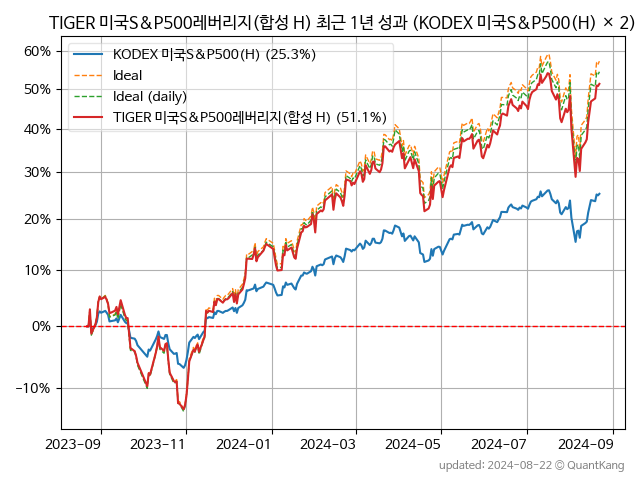 TIGER 미국S&P500레버리지(합성 H) 최근 1년 성과 (KODEX 미국S&P500(H) × 2)
KODEX 미국S&P500(H) (25.3%)
Ideal
Ideal (daily)
TIGER 미국S&P500레버리지(합성 H) (51.1%)
60%
50%
40%
30%
20%
10%
0%
−10%
2023-09 2023-11 2024-01 2024-03 2024-05 2024-07 2024-09
updated: 2024-08-22 © QuantKang